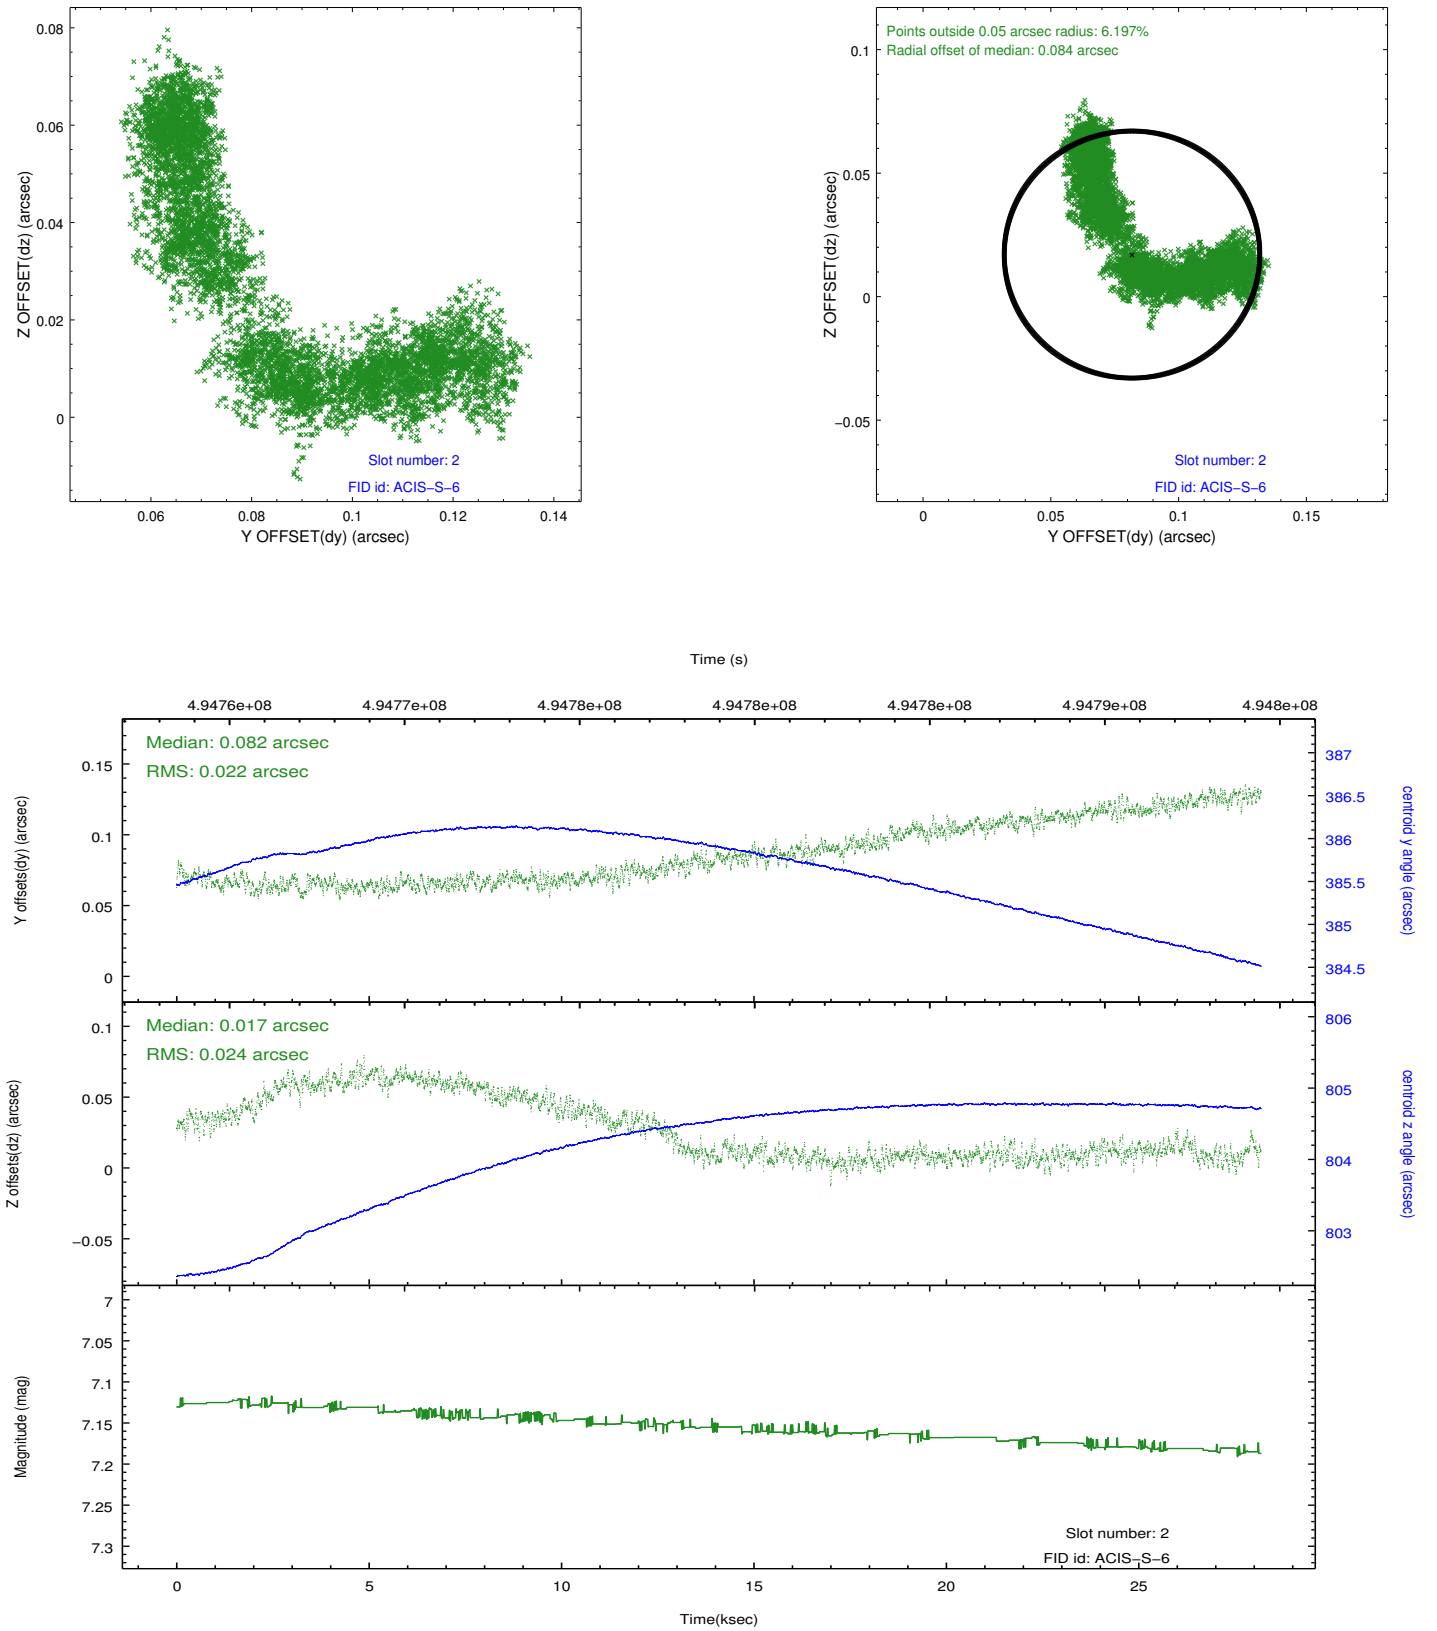 0.08
0.06
0.04
0.02
0
Z OFFSET(dz) (arcsec)
Slot number: 2
FID id: ACIS−S−6
0.06 0.08 0.1 0.12 0.14
Y OFFSET(dy) (arcsec)
Points outside 0.05 arcsec radius: 6.197%
Radial offset of median: 0.084 arcsec
0.1
0.05
0
−0.05
Z OFFSET(dz) (arcsec)
Slot number: 2
FID id: ACIS−S−6
0 0.05 0.1 0.15
Y OFFSET(dy) (arcsec)
Time (s)
4.9476e+08 4.9477e+08 4.9478e+08 4.9478e+08 4.9478e+08 4.9479e+08 4.948e+08
Median: 0.082 arcsec
RMS: 0.022 arcsec
0.15
0.1
0.05
0
Y offsets(dy) (arcsec)
387
386.5
386
385.5
385
384.5
centroid y angle (arcsec)
Median: 0.017 arcsec
RMS: 0.024 arcsec
0.1
0.05
0
−0.05
Z offsets(dz) (arcsec)
806
805
804
803
centroid z angle (arcsec)
7
7.05
7.1
7.15
7.2
7.25
7.3
Magnitude (mag)
Slot number: 2
FID id: ACIS−S−6
0 5 10 15 20 25
Time(ksec)